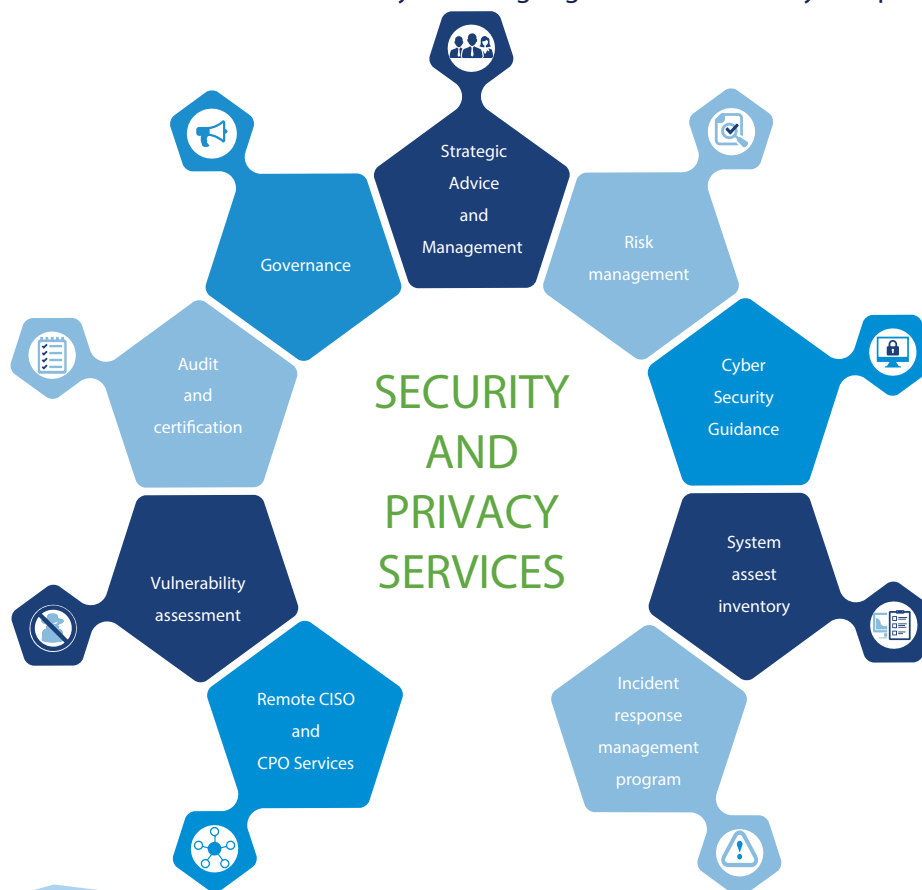 Strategic
Advice
and
Management
Risk
management
Governance
Cyber
Security
Guidance
Audit
and
certification
SECURITY
AND
PRIVACY
SERVICES
System
assest
inventory
Vulnerability
assessment
Incident
response
management
program
Remote CISO
and
CPO Services